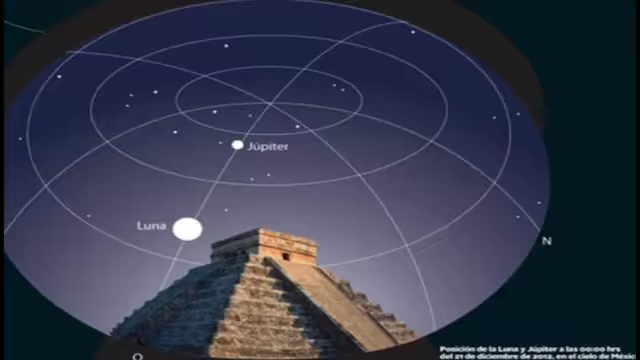 Júpiter
Luna
N
O
Posición de la Luna y Júpiter a las 00:00 hrs
del 21 de diciembre de 2012, en el cielo de